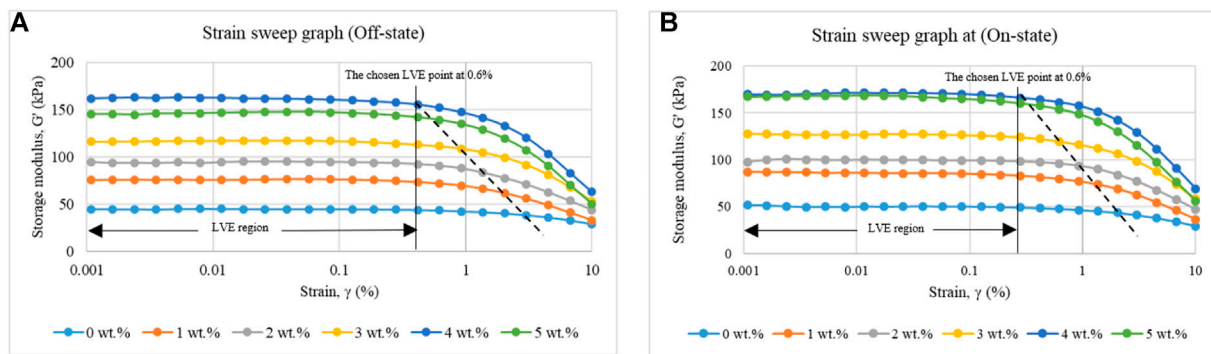 A
Strain sweep graph (Off-state)
The chosen LVE point at 0.6%
Storage modulus, G' (kPa)
200
150
100
50
0
LVE region
0.001 0.01 0.1 1 10
Strain, γ (%)
0 wt.% 1 wt.% 2 wt.% 3 wt.% 4 wt.% 5 wt.%
B
Strain sweep graph at (On-state)
The chosen LVE point at 0.6%
Storage modulus, G' (kPa)
200
150
100
50
0
LVE region
0.001 0.01 0.1 1 10
Strain, γ (%)
0 wt.% 1 wt.% 2 wt.% 3 wt.% 4 wt.% 5 wt.%